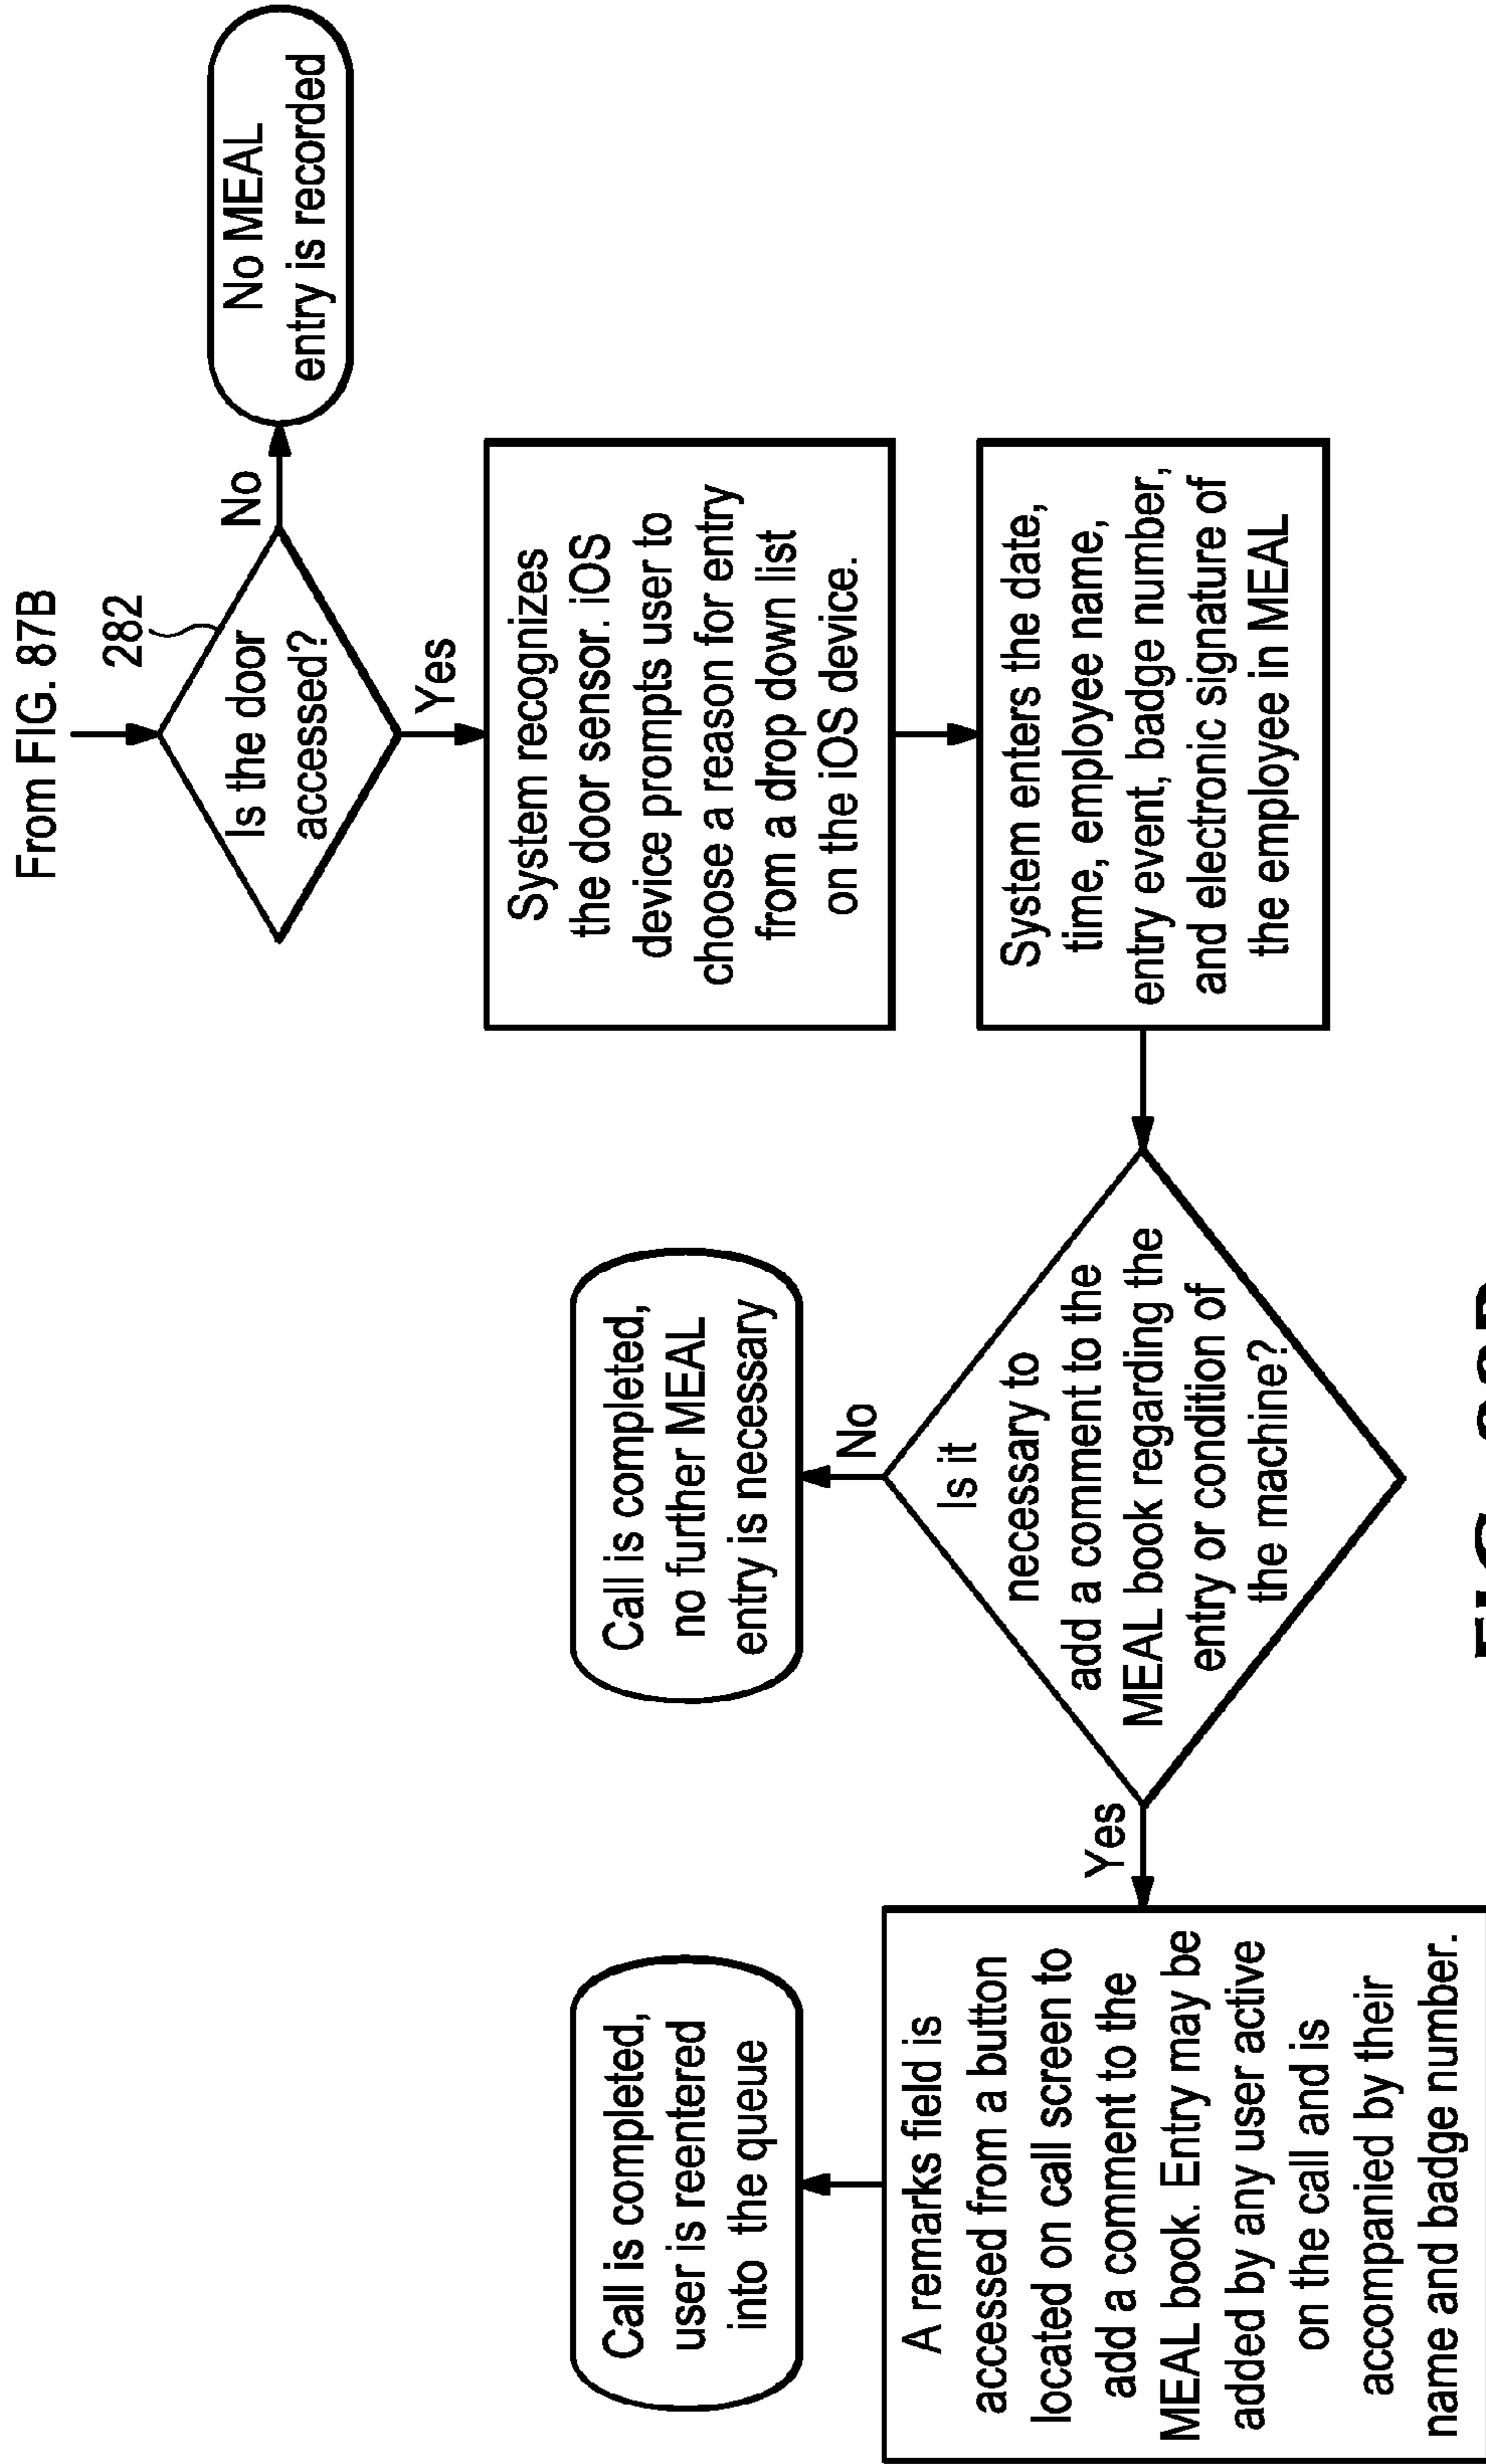 From FIG. 87B
282
Is the door
accessed?
No
No MEAL
entry is recorded
Yes
System recognizes
the door sensor. iOS
device prompts user to
choose a reason for entry
from a drop down list
on the iOS device.
System enters the date,
time, employee name,
entry event, badge number,
and electronic signature of
the employee in MEAL
Is it
necessary to
add a comment to the
MEAL book regarding the
entry or condition of
the machine?
No
Call is completed,
no further MEAL
entry is necessary
Yes
A remarks field is
accessed from a button
located on call screen to
add a comment to the
MEAL book. Entry may be
added by any user active
on the call and is
accompanied by their
name and badge number.
Call is completed,
user is reentered
into the queue